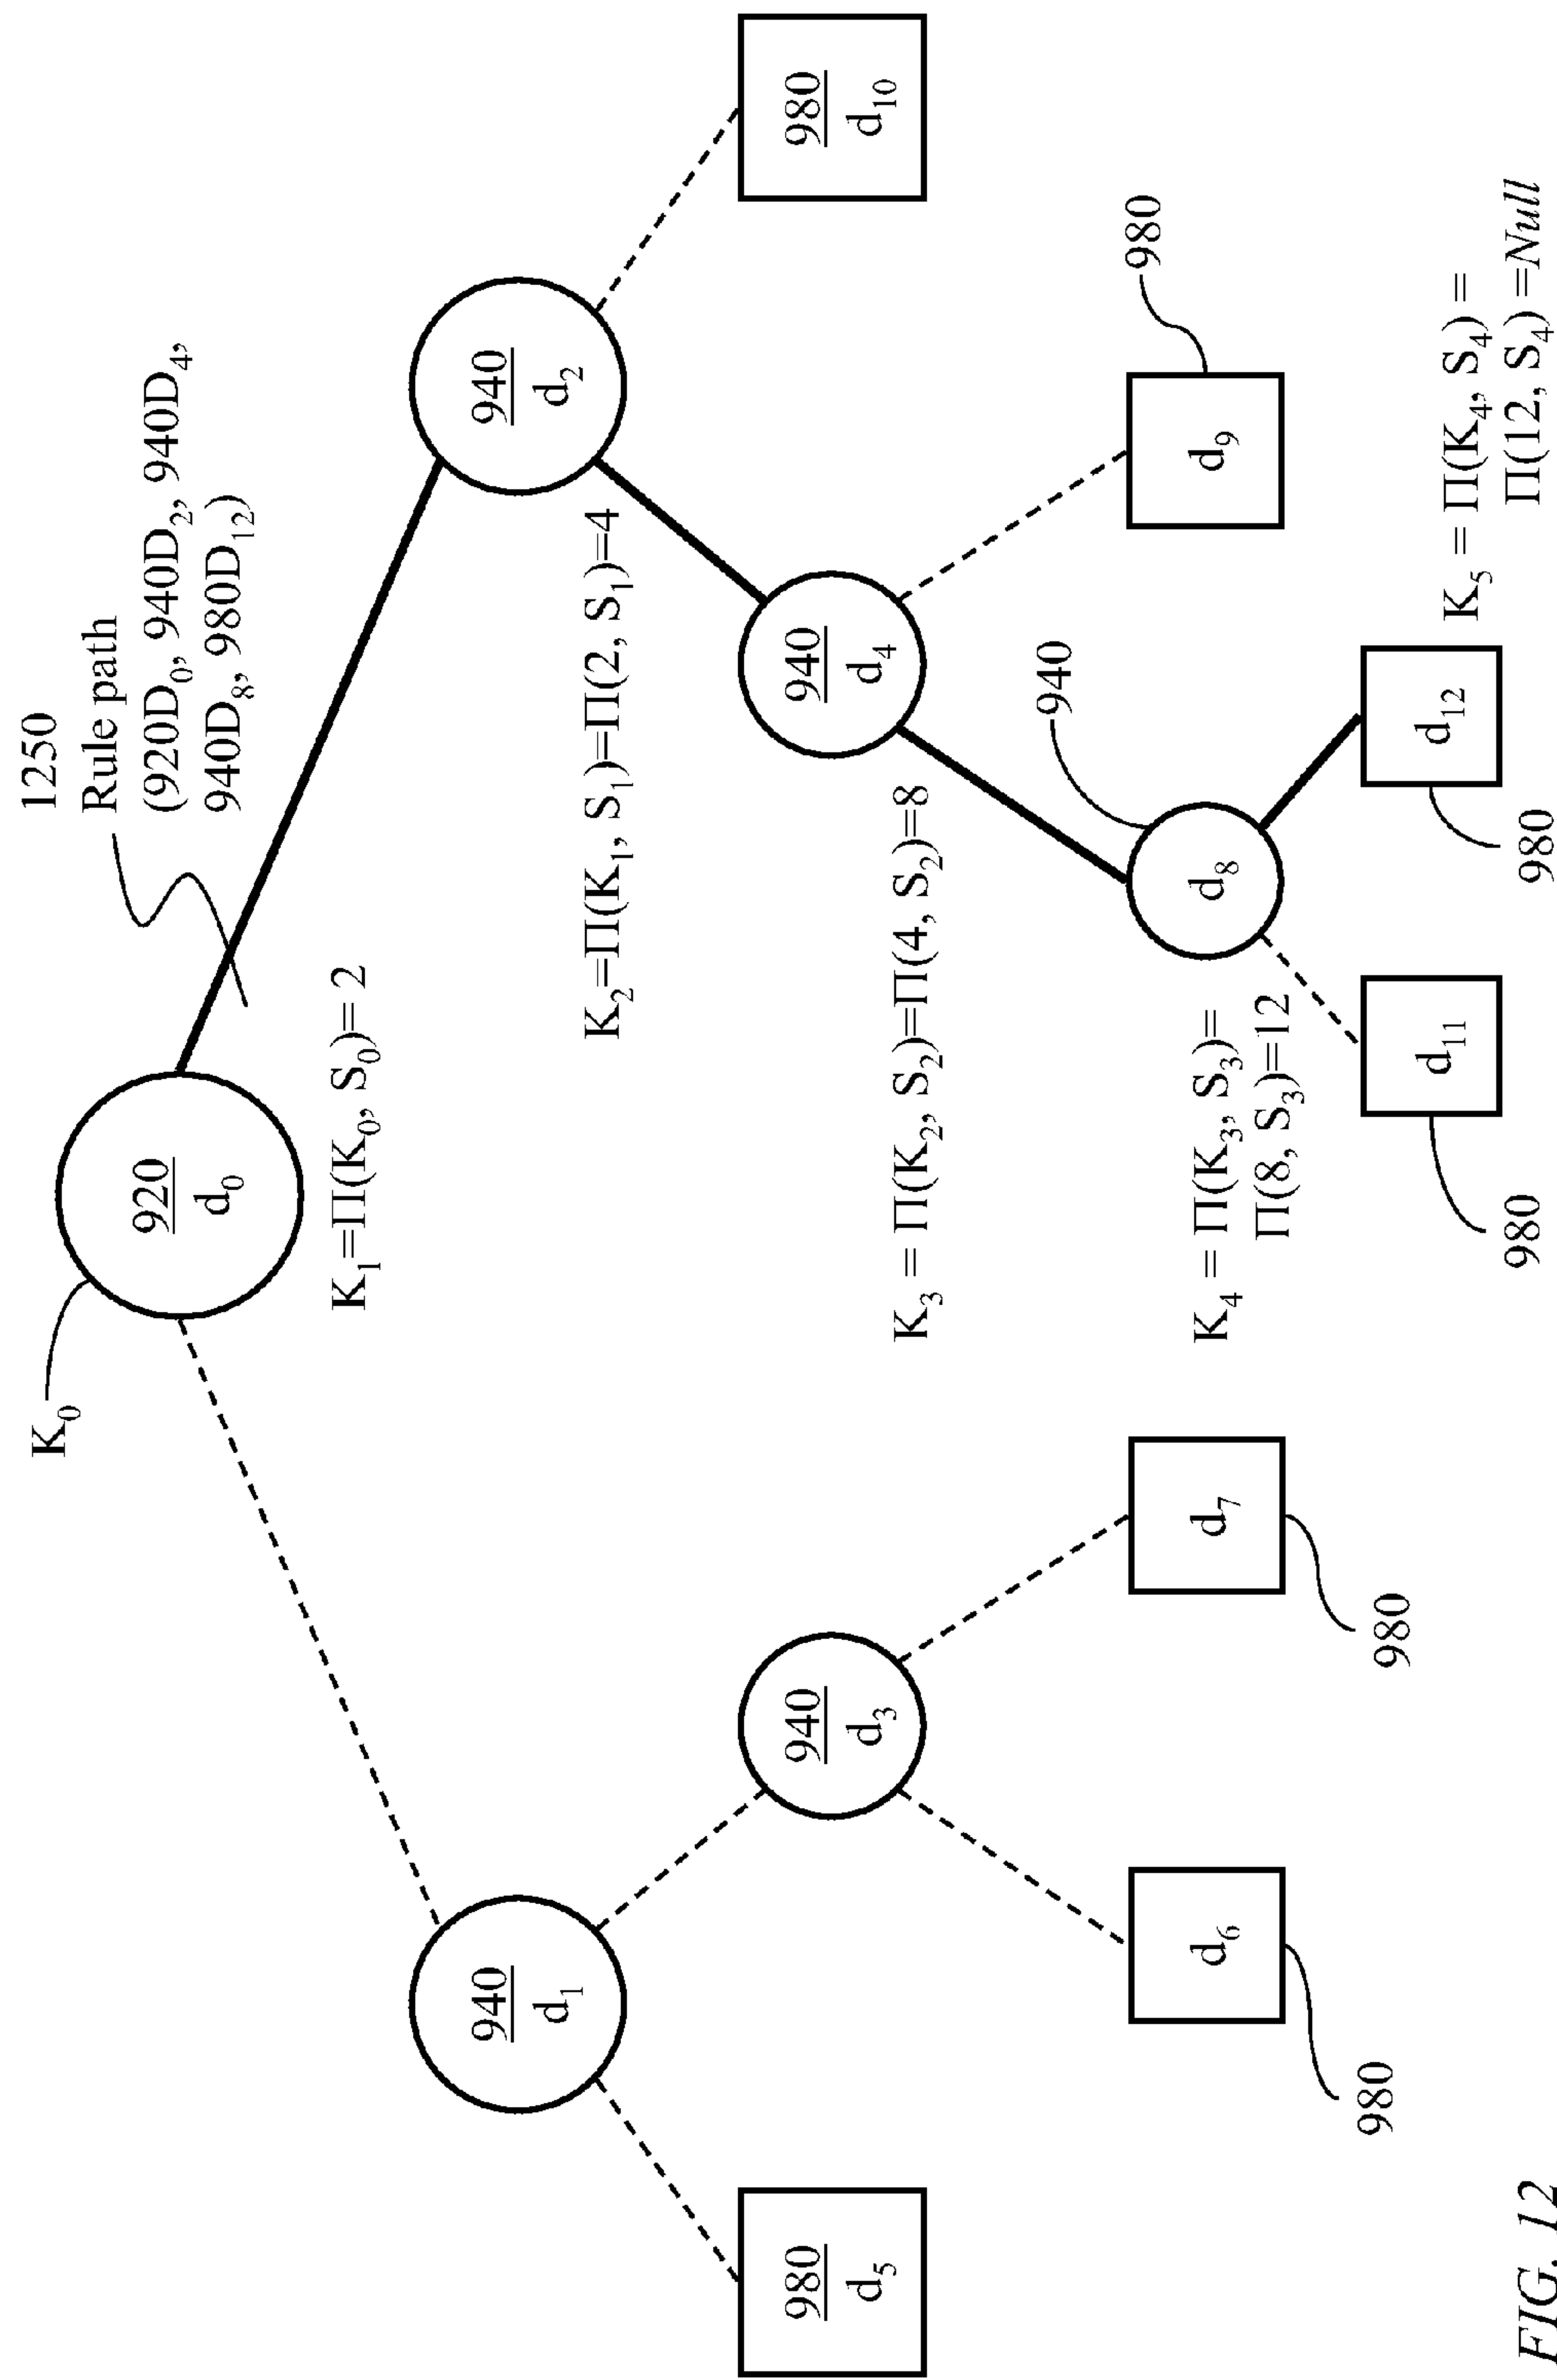 1250
Rule path
(920D₀, 940D₂, 940D₄,
940D₈, 980D₁₂)
K₀
920
d₀
K₁=Π(K₀, S₀)= 2
940
d₁
940
d₂
K₂=Π(K₁, S₁)=Π(2, S₁)=4
980
d₅
940
d₃
940
d₄
980
d₁₀
K₃ = Π(K₂, S₂)=Π(4, S₂)=8
940
980
d₆
d₇
d₈
d₉
980
980
K₄ = Π(K₃, S₃)=
Π(8, S₃)=12
d₁₁
d₁₂
980
980
K₅ = Π(K₄, S₄) =
Π(12, S₄) =Null
FIG. 12